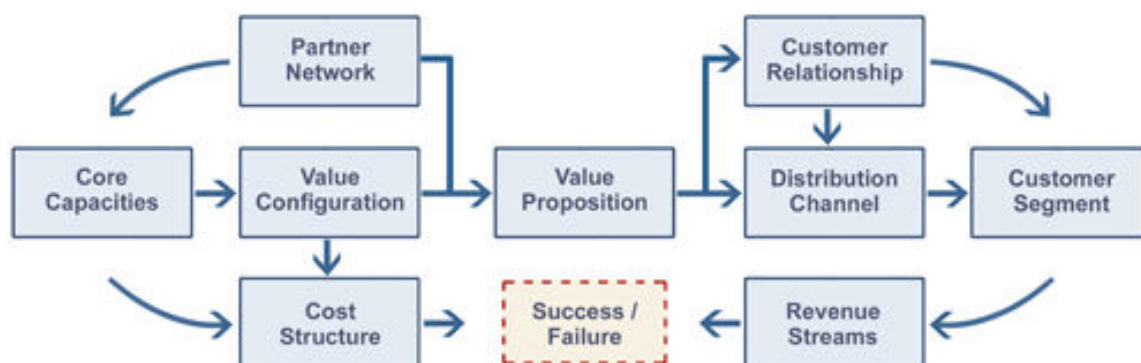 Partner
Network
Customer
Relationship
Core
Capacities
Value
Configuration
Value
Proposition
Distribution
Channel
Customer
Segment
Cost
Structure
Success /
Failure
Revenue
Streams